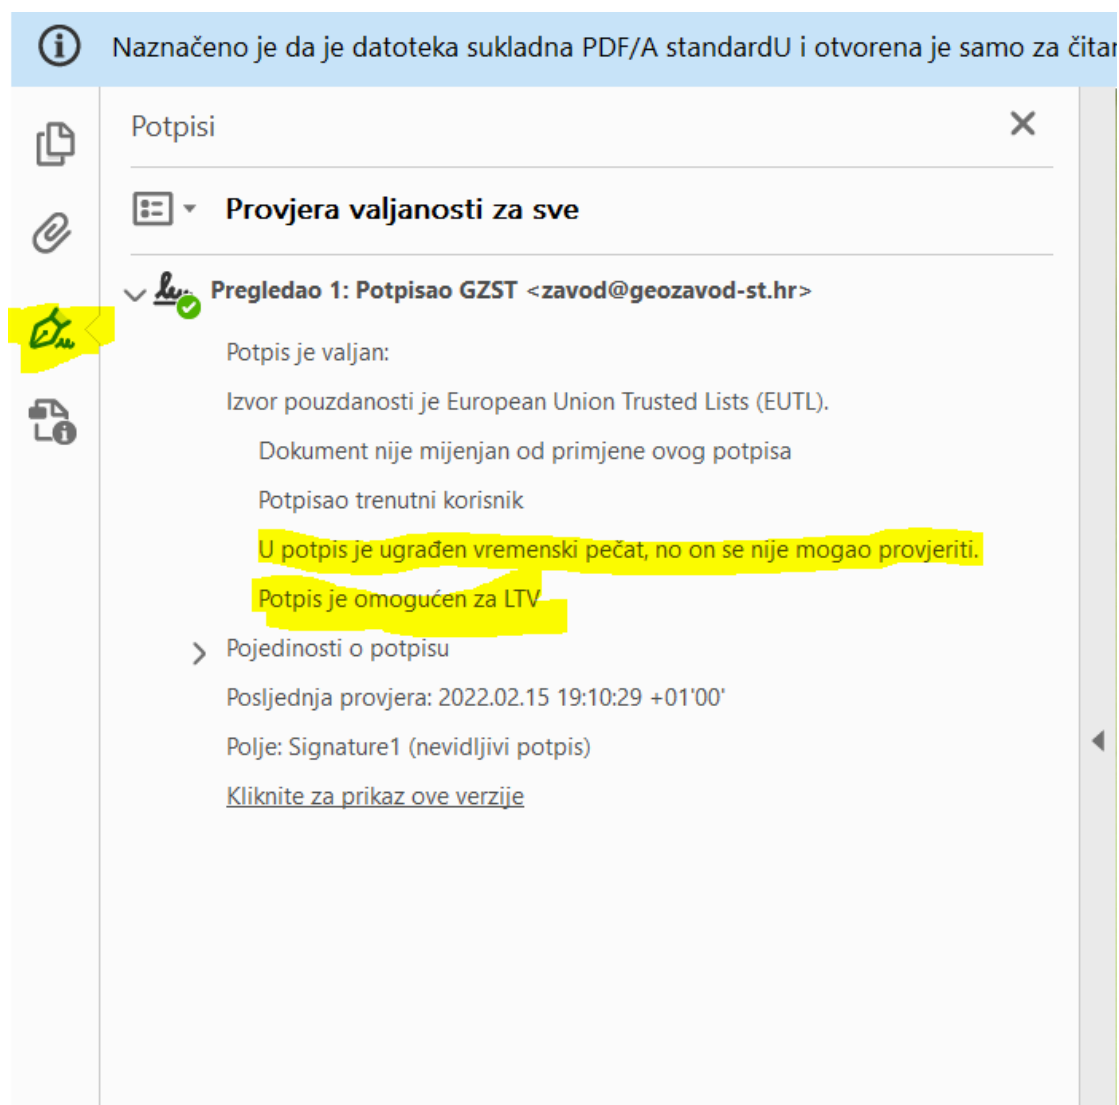 Naznačeno je da je datoteka sukladna PDF/A standardU i otvorena je samo za čitar
Potpisi
Provjera valjanosti za sve
Pregledao 1: Potpisao GZST <zavod@geozavod-st.hr>
Potpis je valjan:
Izvor pouzdanosti je European Union Trusted Lists (EUTL).
Dokument nije mijenjan od primjene ovog potpisa
Potpisao trenutni korisnik
U potpis je ugrađen vremenski pečat, no on se nije mogao provjeriti.
Potpis je omogućen za LTV
Pojedinosti o potpisu
Posljednja provjera: 2022.02.15 19:10:29 +01'00'
Polje: Signature1 (nevidljivi potpis)
Kliknite za prikaz ove verzije